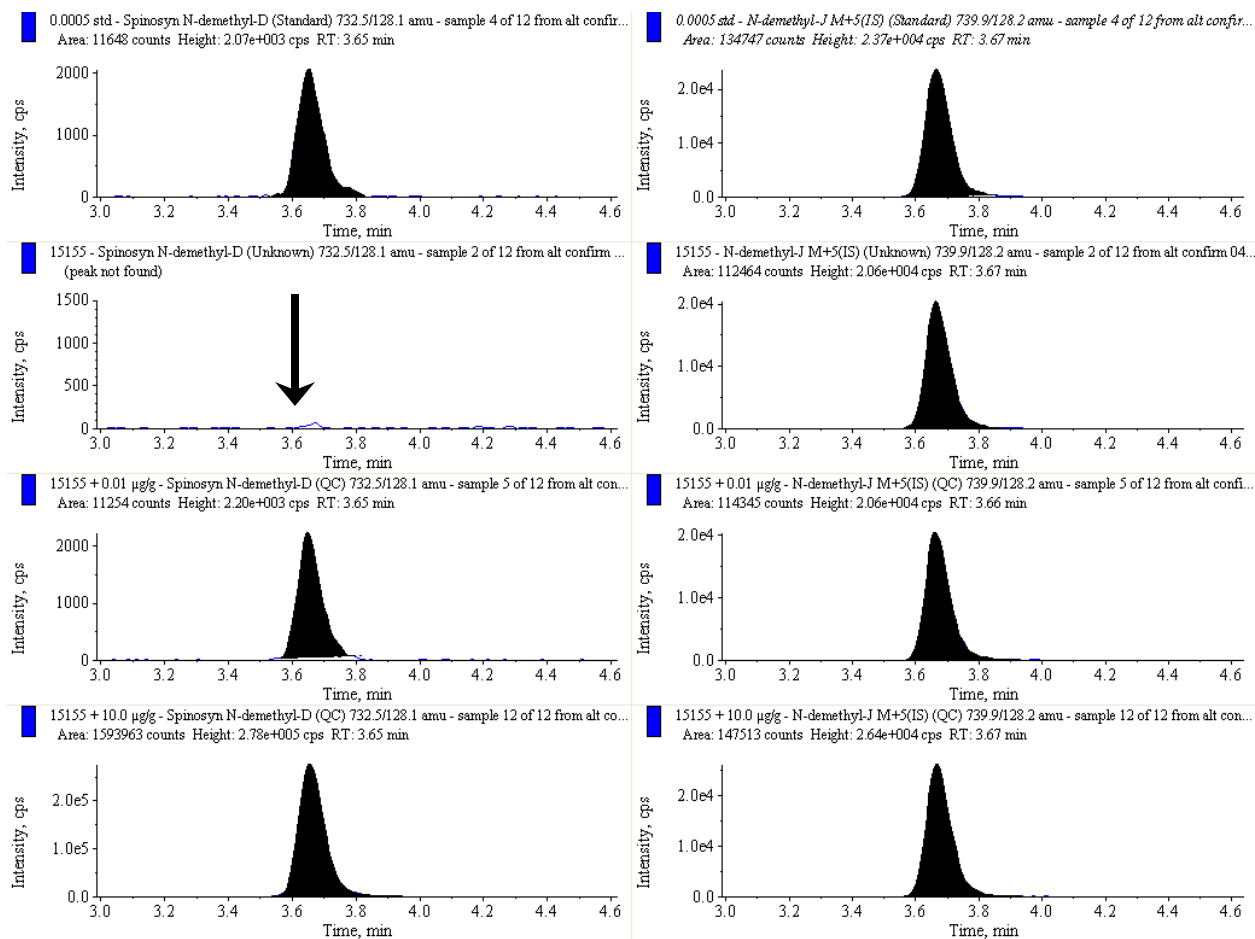 0.0005 std - Spinosyn N-demethyl-D (Standard) 732.5/128.1 amu - sample 4 of 12 from alt confir...
Area: 11648 counts Height: 2.07e+003 cps RT: 3.65 min
Intensity, cps
2000
1000
0
3.0 3.2 3.4 3.6 3.8 4.0 4.2 4.4 4.6
Time, min
0.0005 std - N-demethyl-J M+5(IS) (Standard) 739.9/128.2 amu - sample 4 of 12 from alt confir...
Area: 134747 counts Height: 2.37e+004 cps RT: 3.67 min
Intensity, cps
2.0e4
1.0e4
0.0
3.0 3.2 3.4 3.6 3.8 4.0 4.2 4.4 4.6
Time, min
15155 - Spinosyn N-demethyl-D (Unknown) 732.5/128.1 amu - sample 2 of 12 from alt confirm ...
(peak not found)
Intensity, cps
1500
1000
500
0
3.0 3.2 3.4 3.6 3.8 4.0 4.2 4.4 4.6
Time, min
15155 - N-demethyl-J M+5(IS) (Unknown) 739.9/128.2 amu - sample 2 of 12 from alt confirm 04...
Area: 112464 counts Height: 2.06e+004 cps RT: 3.67 min
Intensity, cps
2.0e4
1.0e4
0.0
3.0 3.2 3.4 3.6 3.8 4.0 4.2 4.4 4.6
Time, min
15155 + 0.01 µg/g - Spinosyn N-demethyl-D (QC) 732.5/128.1 amu - sample 5 of 12 from alt con...
Area: 11254 counts Height: 2.20e+003 cps RT: 3.65 min
Intensity, cps
2000
1000
0
3.0 3.2 3.4 3.6 3.8 4.0 4.2 4.4 4.6
Time, min
15155 + 0.01 µg/g - N-demethyl-J M+5(IS) (QC) 739.9/128.2 amu - sample 5 of 12 from alt confi...
Area: 114345 counts Height: 2.06e+004 cps RT: 3.66 min
Intensity, cps
2.0e4
1.0e4
0.0
3.0 3.2 3.4 3.6 3.8 4.0 4.2 4.4 4.6
Time, min
15155 + 10.0 µg/g - Spinosyn N-demethyl-D (QC) 732.5/128.1 amu - sample 12 of 12 from alt co...
Area: 1593963 counts Height: 2.78e+005 cps RT: 3.65 min
Intensity, cps
2.0e5
1.0e5
0.0
3.0 3.2 3.4 3.6 3.8 4.0 4.2 4.4 4.6
Time, min
15155 + 10.0 µg/g - N-demethyl-J M+5(IS) (QC) 739.9/128.2 amu - sample 12 of 12 from alt con...
Area: 147513 counts Height: 2.64e+004 cps RT: 3.67 min
Intensity, cps
2.0e4
1.0e4
0.0
3.0 3.2 3.4 3.6 3.8 4.0 4.2 4.4 4.6
Time, min